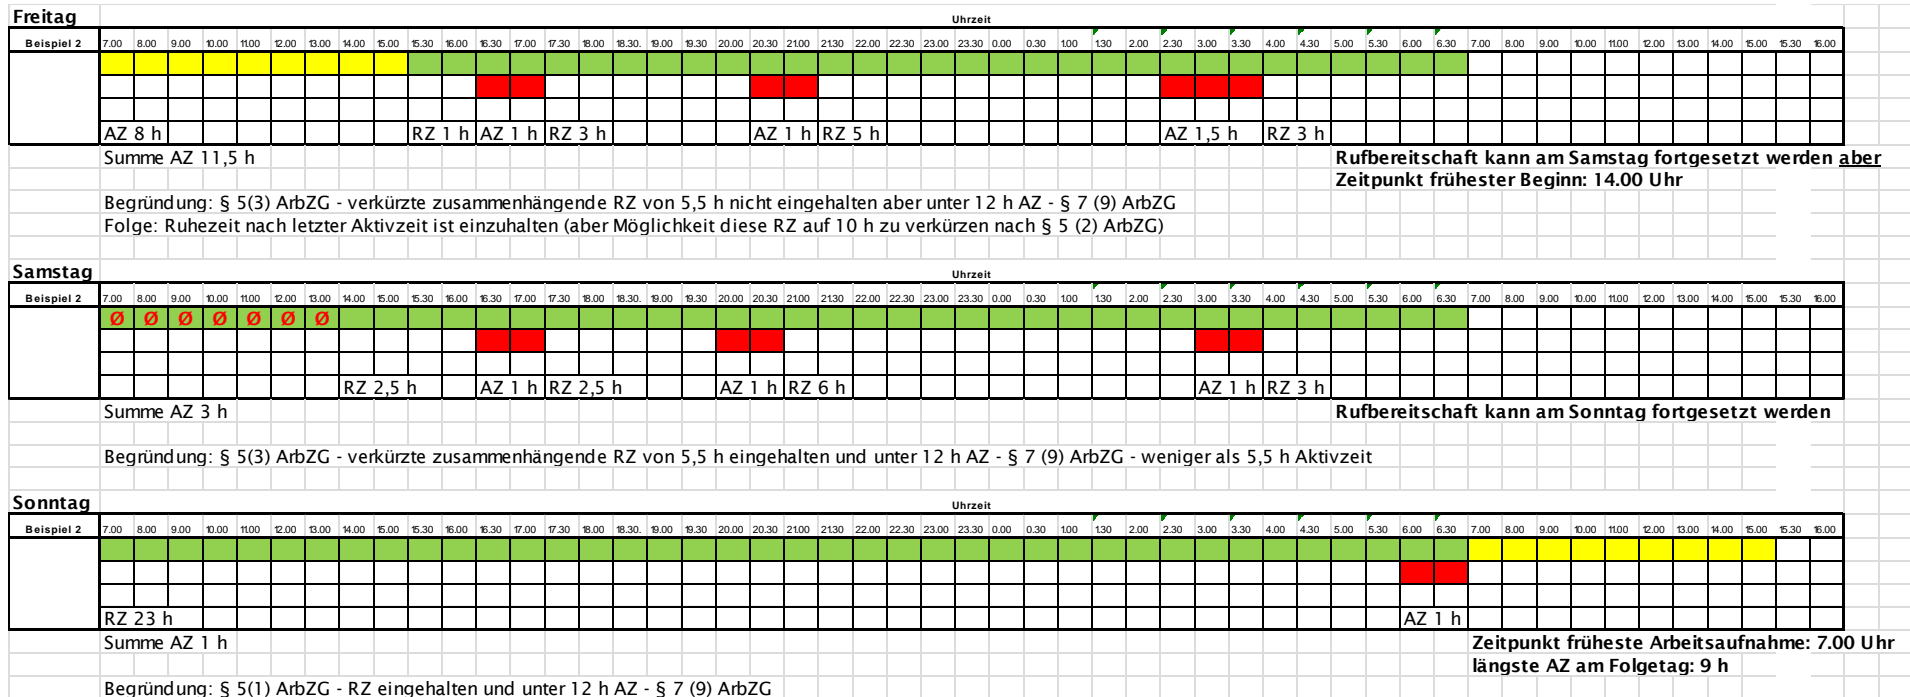 Freitag
Uhrzeit
Beispiel 2 7.00 8.00 9.00 10.00 11.00 12.00 13.00 14.00 15.00 15.30 16.00 16.30 17.00 17.30 18.00 18.30. 19.00 19.30 20.00 20.30 21.00 21.30 22.00 22.30 23.00 23.30 0.00 0.30 1.00 1.30 2.00 2.30 3.00 3.30 4.00 4.30 5.00 5.30 6.00 6.30 7.00 8.00 9.00 10.00 11.00 12.00 13.00 14.00 15.00 15.30 16.00
AZ 8 h RZ 1 h AZ 1 h RZ 3 h AZ 1 h RZ 5 h AZ 1,5 h RZ 3 h
Summe AZ 11,5 h Rufbereitschaft kann am Samstag fortgesetzt werden aber
Zeitpunkt frühester Beginn: 14.00 Uhr
Begründung: § 5(3) ArbZG - verkürzte zusammenhängende RZ von 5,5 h nicht eingehalten aber unter 12 h AZ - § 7 (9) ArbZG
Folge: Ruhezeit nach letzter Aktivzeit ist einzuhalten (aber Möglichkeit diese RZ auf 10 h zu verkürzen nach § 5 (2) ArbZG)
Samstag
Uhrzeit
Beispiel 2 7.00 8.00 9.00 10.00 11.00 12.00 13.00 14.00 15.00 15.30 16.00 16.30 17.00 17.30 18.00 18.30. 19.00 19.30 20.00 20.30 21.00 21.30 22.00 22.30 23.00 23.30 0.00 0.30 1.00 1.30 2.00 2.30 3.00 3.30 4.00 4.30 5.00 5.30 6.00 6.30 7.00 8.00 9.00 10.00 11.00 12.00 13.00 14.00 15.00 15.30 16.00
Ø Ø Ø Ø Ø Ø Ø
RZ 2,5 h AZ 1 h RZ 2,5 h AZ 1 h RZ 6 h AZ 1 h RZ 3 h
Summe AZ 3 h Rufbereitschaft kann am Sonntag fortgesetzt werden
Begründung: § 5(3) ArbZG - verkürzte zusammenhängende RZ von 5,5 h eingehalten und unter 12 h AZ - § 7 (9) ArbZG - weniger als 5,5 h Aktivzeit
Sonntag
Uhrzeit
Beispiel 2 7.00 8.00 9.00 10.00 11.00 12.00 13.00 14.00 15.00 15.30 16.00 16.30 17.00 17.30 18.00 18.30. 19.00 19.30 20.00 20.30 21.00 21.30 22.00 22.30 23.00 23.30 0.00 0.30 1.00 1.30 2.00 2.30 3.00 3.30 4.00 4.30 5.00 5.30 6.00 6.30 7.00 8.00 9.00 10.00 11.00 12.00 13.00 14.00 15.00 15.30 16.00
RZ 23 h AZ 1 h
Summe AZ 1 h Zeitpunkt früheste Arbeitsaufnahme: 7.00 Uhr
längste AZ am Folgetag: 9 h
Begründung: § 5(1) ArbZG - RZ eingehalten und unter 12 h AZ - § 7 (9) ArbZG